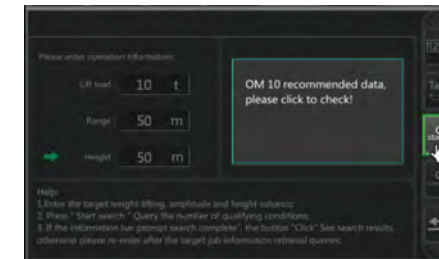 Please enter operation information:
Lift load 10 t
Range 50 m
Height 50 m
OM 10 recommended data,
please click to check!
Help:
1.Enter the target weight lifting, amplitude and height values;
2. Press " Start search " Query the number of qualifying conditions;
3. If the information bar prompt search complete", the button "Click" See search results,
otherwise please re-enter after the target job information retrieval queries;